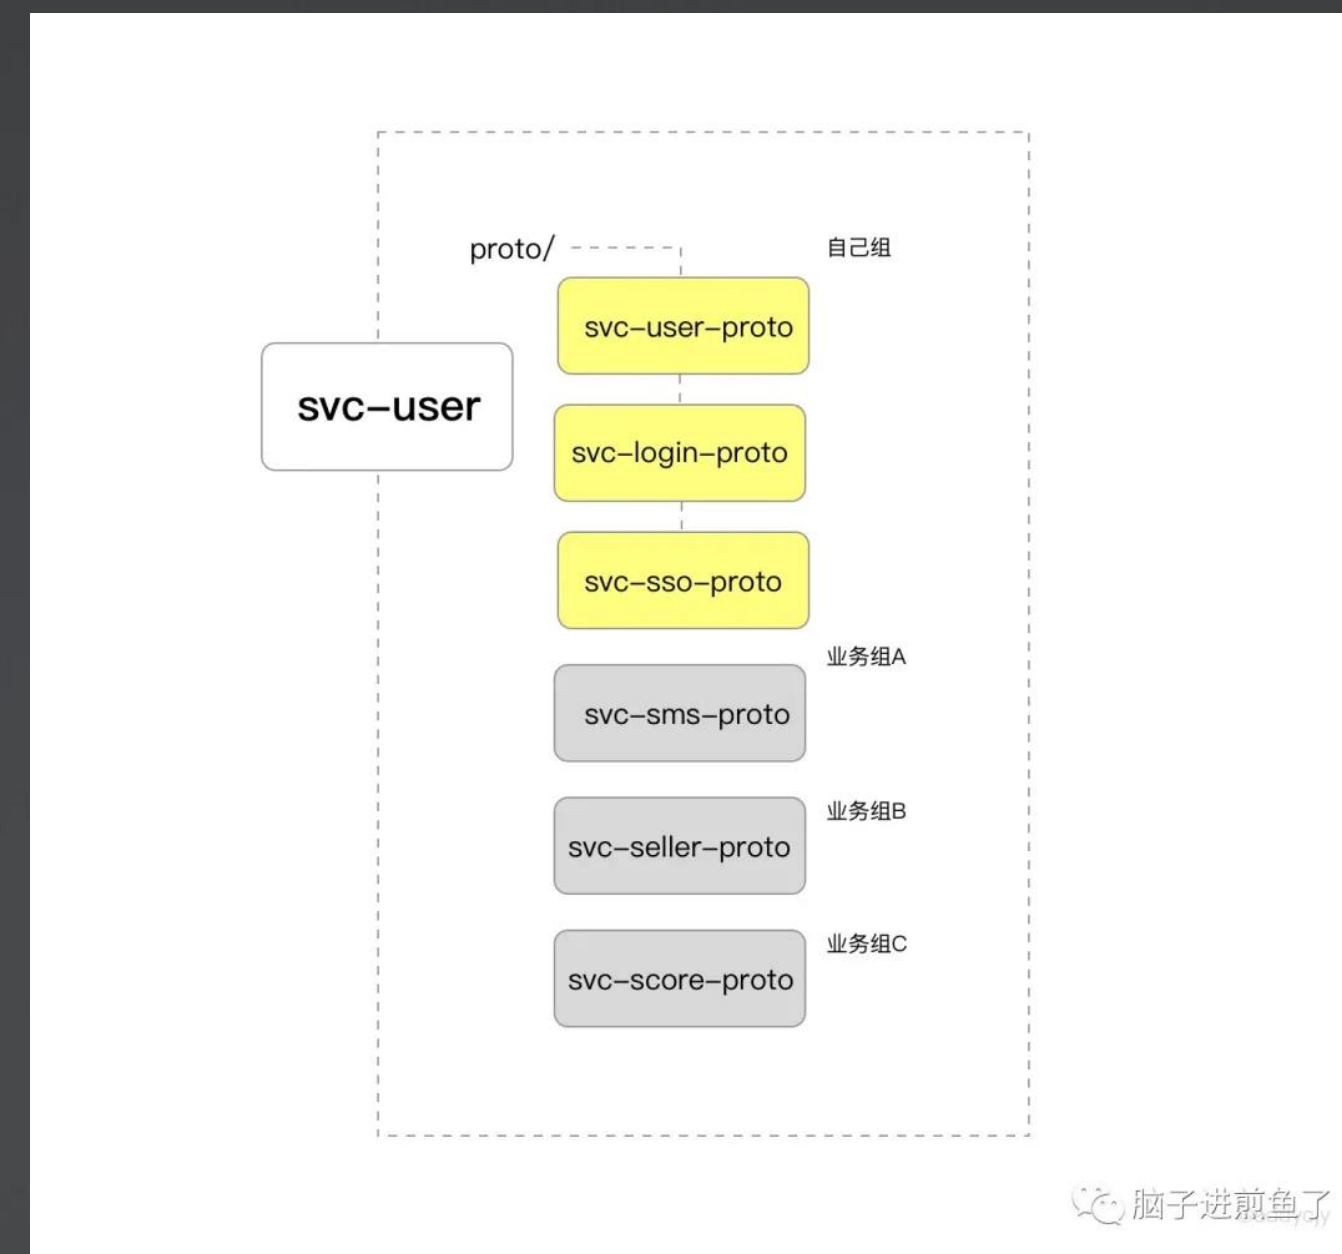 proto/
自己组
svc-user-proto
svc-user
svc-login-proto
svc-sso-proto
业务组A
svc-sms-proto
业务组B
svc-seller-proto
业务组C
svc-score-proto
脑子进煎鱼了